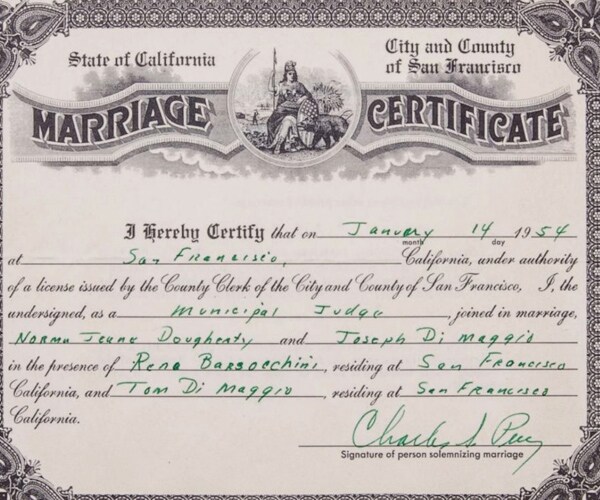 State of California
City and County
of San Francisco
MARRIAGE CERTIFICATE
I Hereby Certify that on January 14 1954
month day
at San Francisco, California, under authority
of a license issued by the County Clerk of the City and County of San Francisco, I, the
undersigned, as a Municipal Judge, joined in marriage,
Norma Jeane Dougherty and Joseph Di Maggio
in the presence of Reno Barsocchini, residing at San Francisco
California, and Tom Di Maggio, residing at San Francisco
California.
Charles S. Perry
Signature of person solemnizing marriage